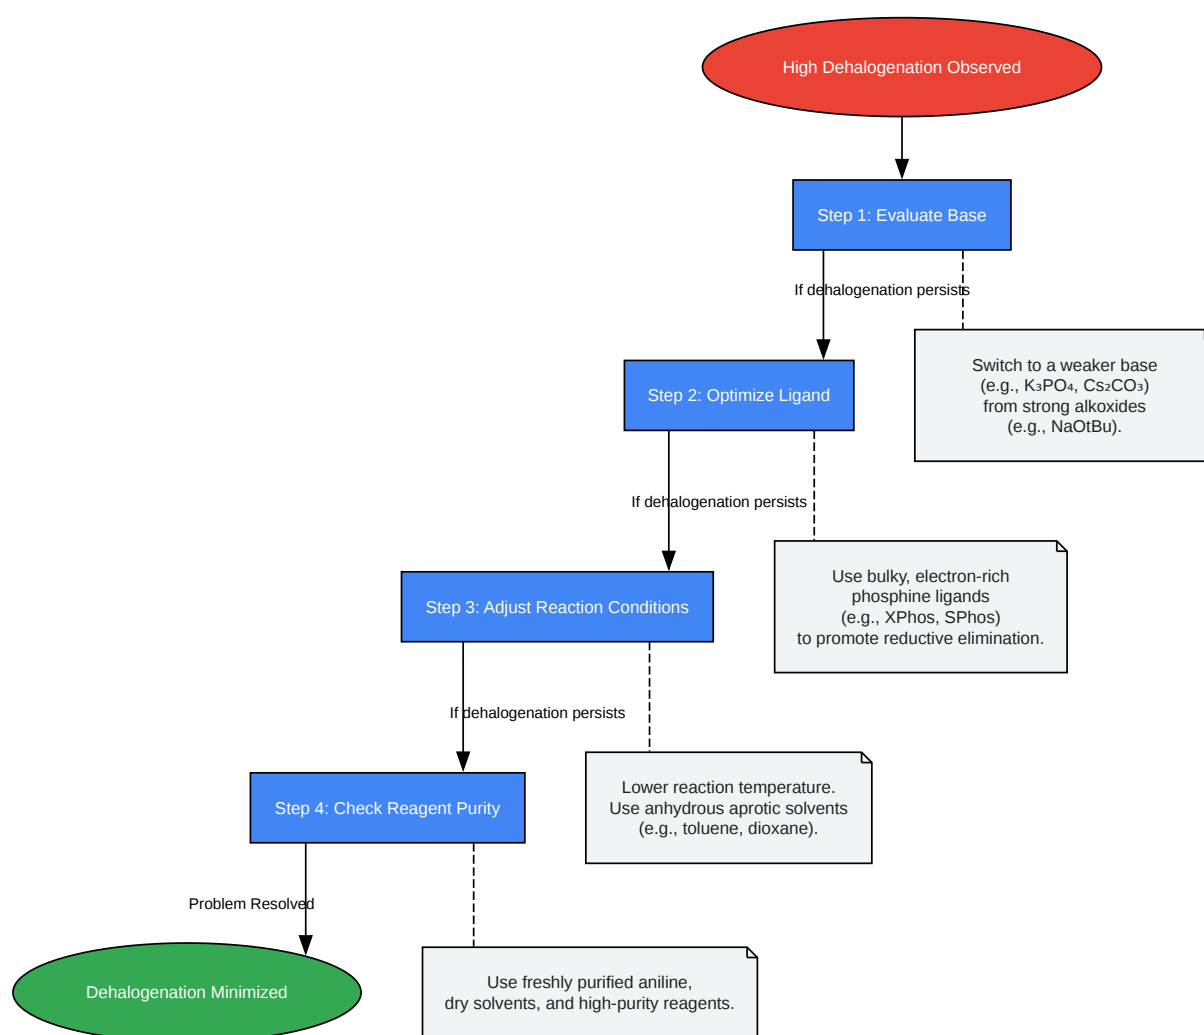 High Dehalogenation Observed
Step 1: Evaluate Base
If dehalogenation persists
Switch to a weaker base
(e.g., K₃PO₄, Cs₂CO₃)
from strong alkoxides
(e.g., NaOtBu).
Step 2: Optimize Ligand
If dehalogenation persists
Use bulky, electron-rich
phosphine ligands
(e.g., XPhos, SPhos)
to promote reductive elimination.
Step 3: Adjust Reaction Conditions
If dehalogenation persists
Lower reaction temperature.
Use anhydrous aprotic solvents
(e.g., toluene, dioxane).
Step 4: Check Reagent Purity
Problem Resolved
Use freshly purified aniline,
dry solvents, and high-purity reagents.
Dehalogenation Minimized